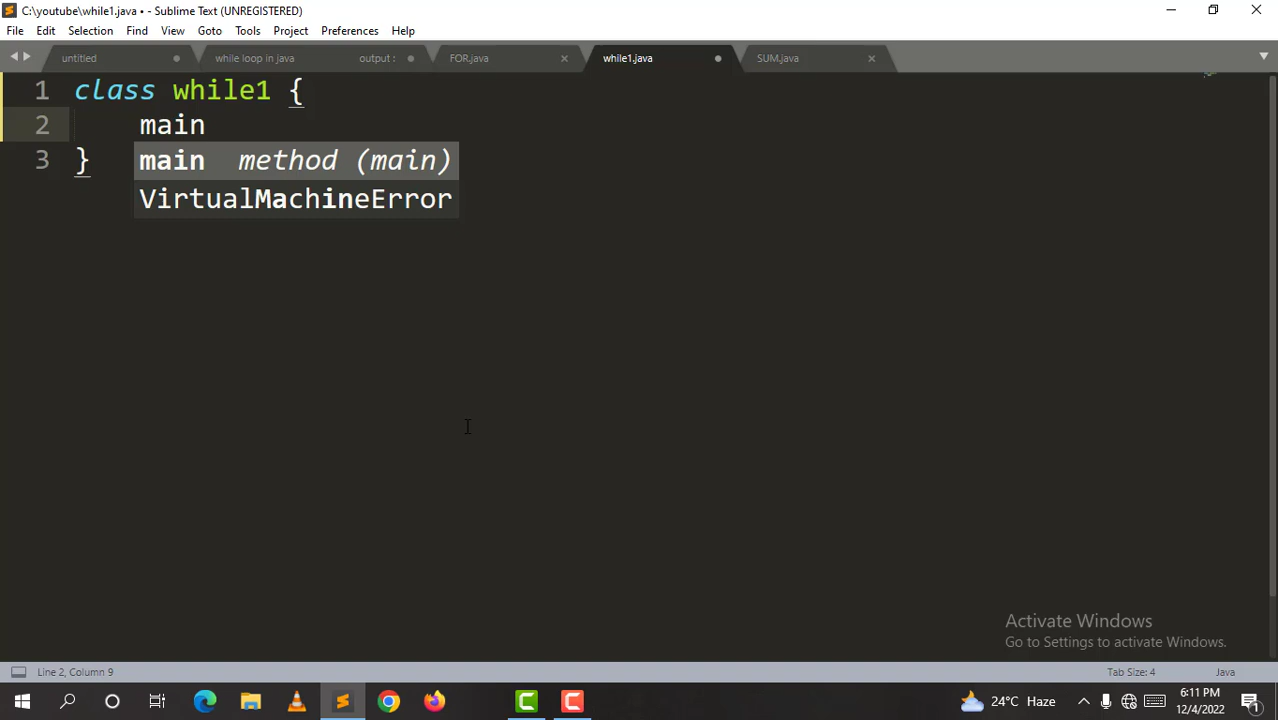 C:\youtube\while1.java • - Sublime Text (UNREGISTERED)
File Edit Selection View Goto Tools Project Preferences Help
untitled while loop in java output : FOR.java while1.java SUM.java
1 class while1 {
2 main
main method (main)
3 }
VirtualMachineError
Activate Windows
Go to Settings to activate Windows.
Line 2, Column 9 Tab Size: 4 Java
24°C Haze 6:11 PM
12/4/2022 1